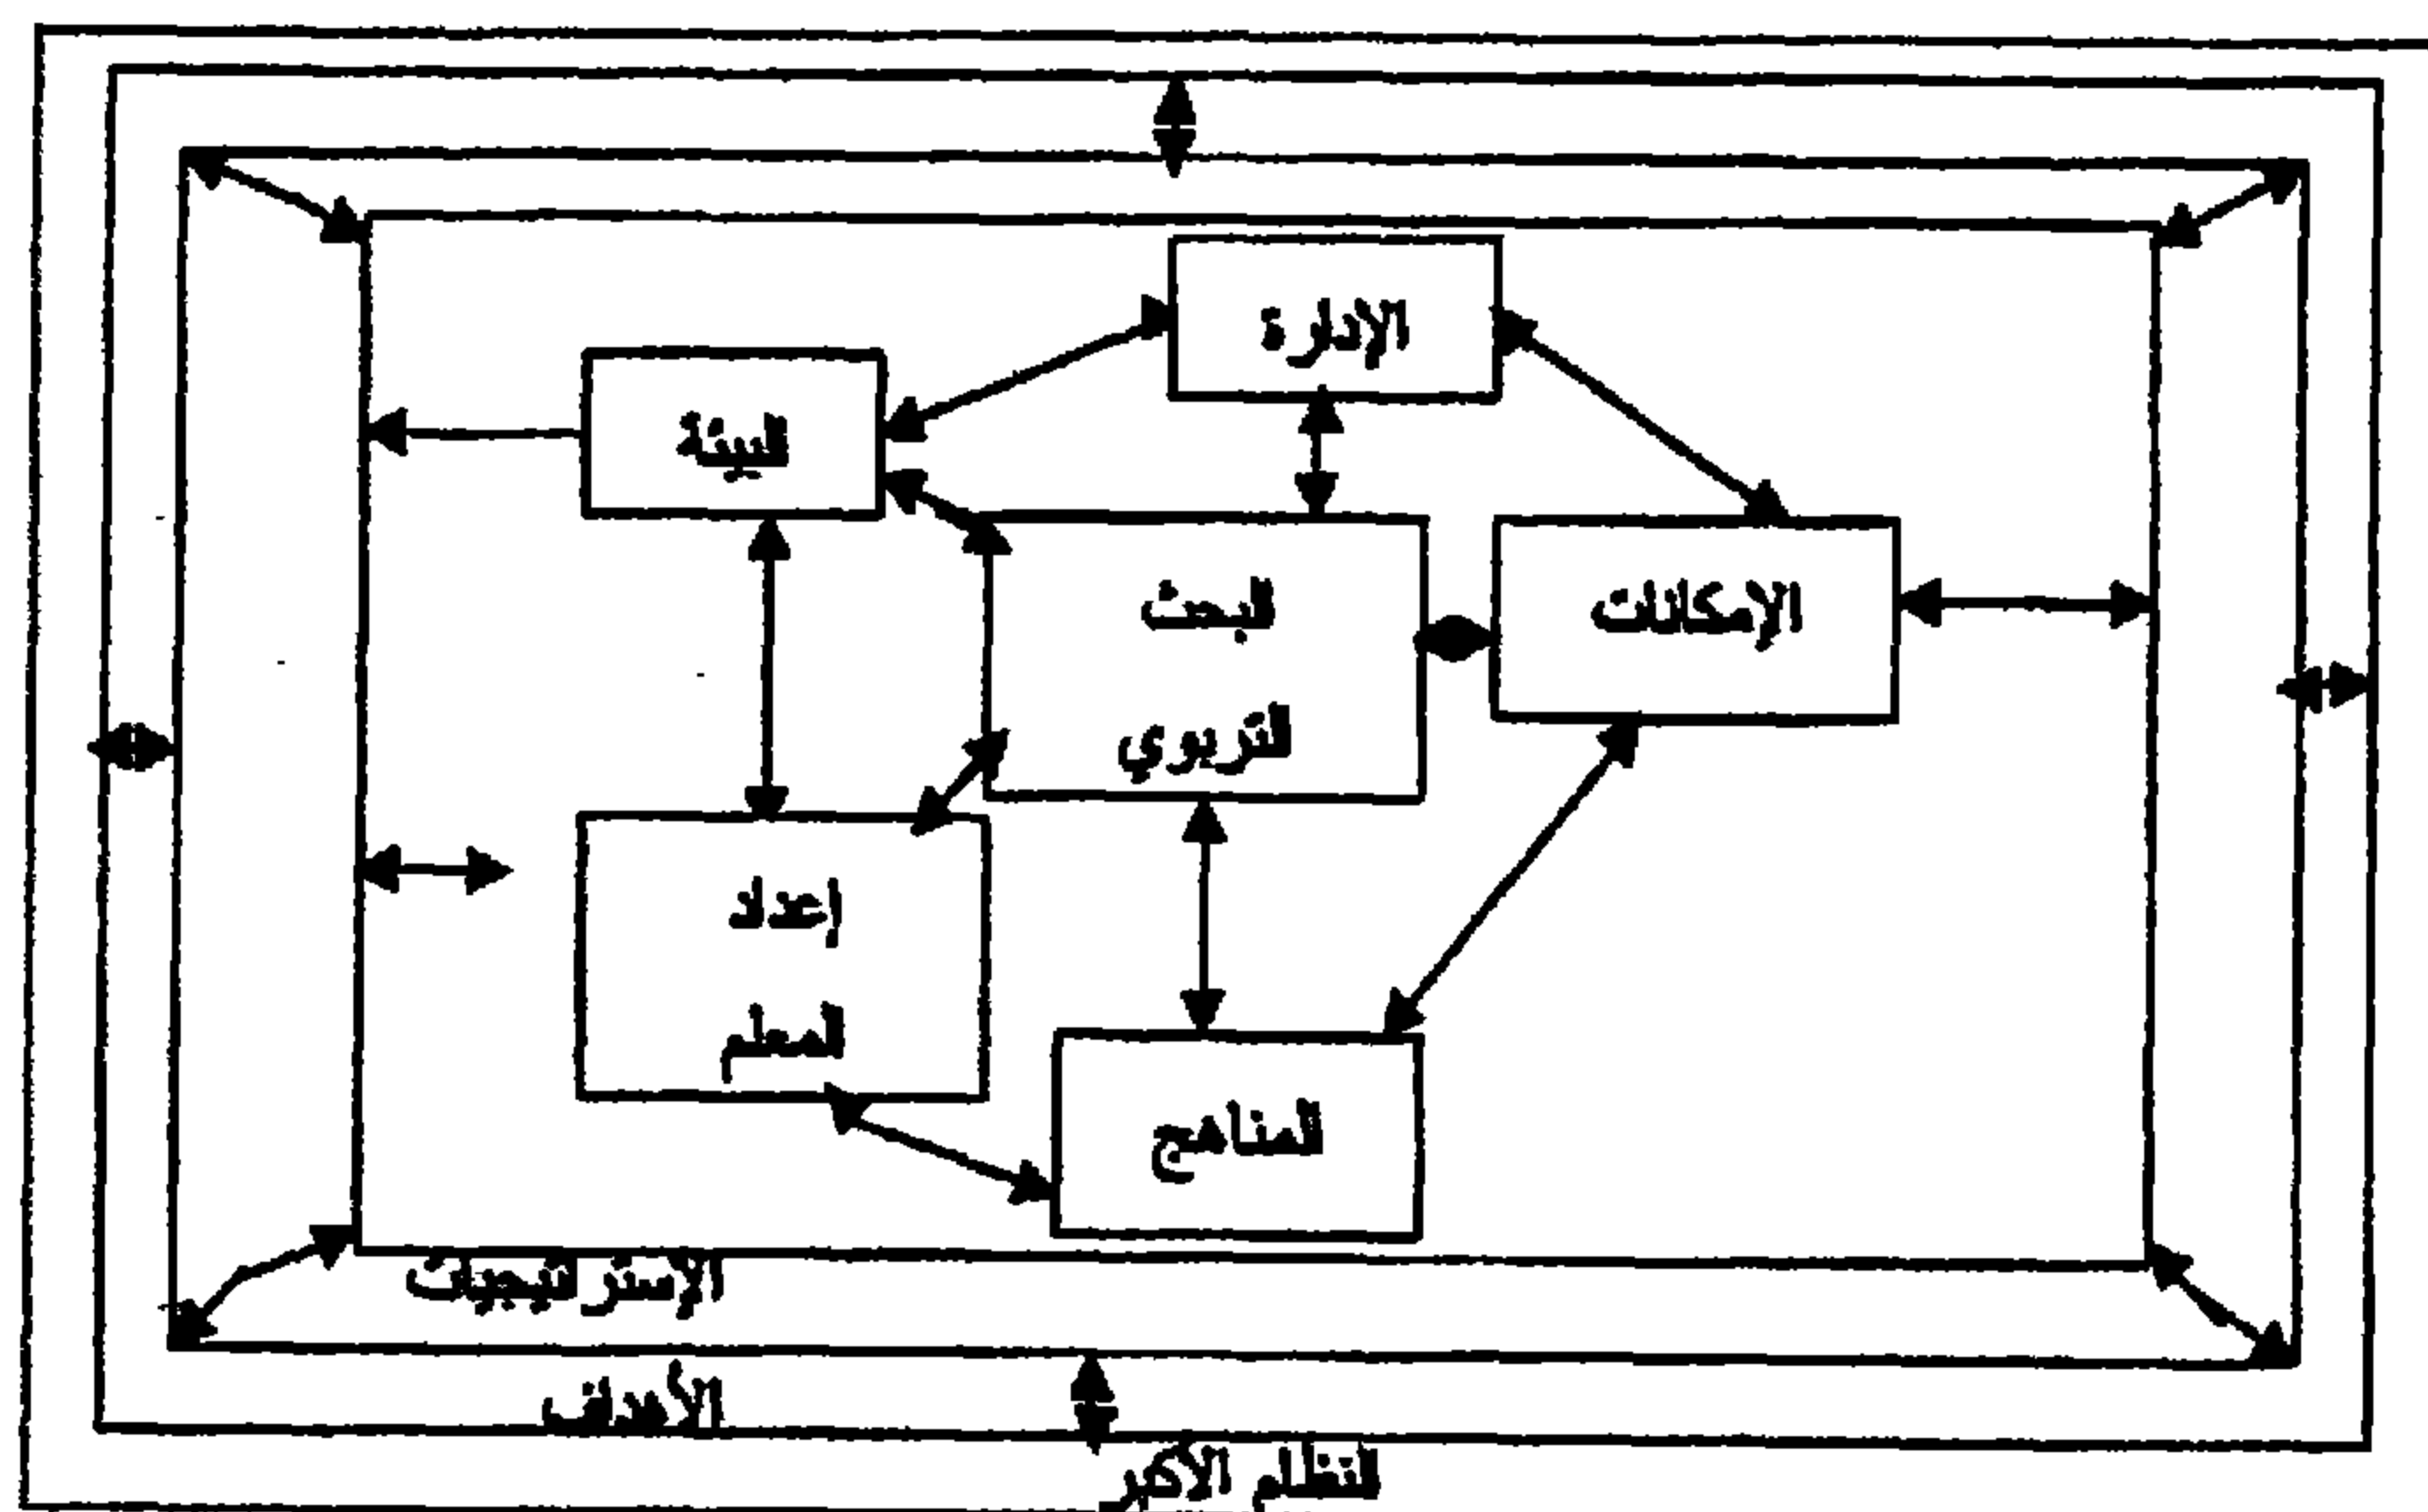 الإدارة
البيئة
البحث
التربوي
الإمكانات
إعداد
المعلم
المناهج
الإستراتيجيات
الأهداف
النظام الأكبر